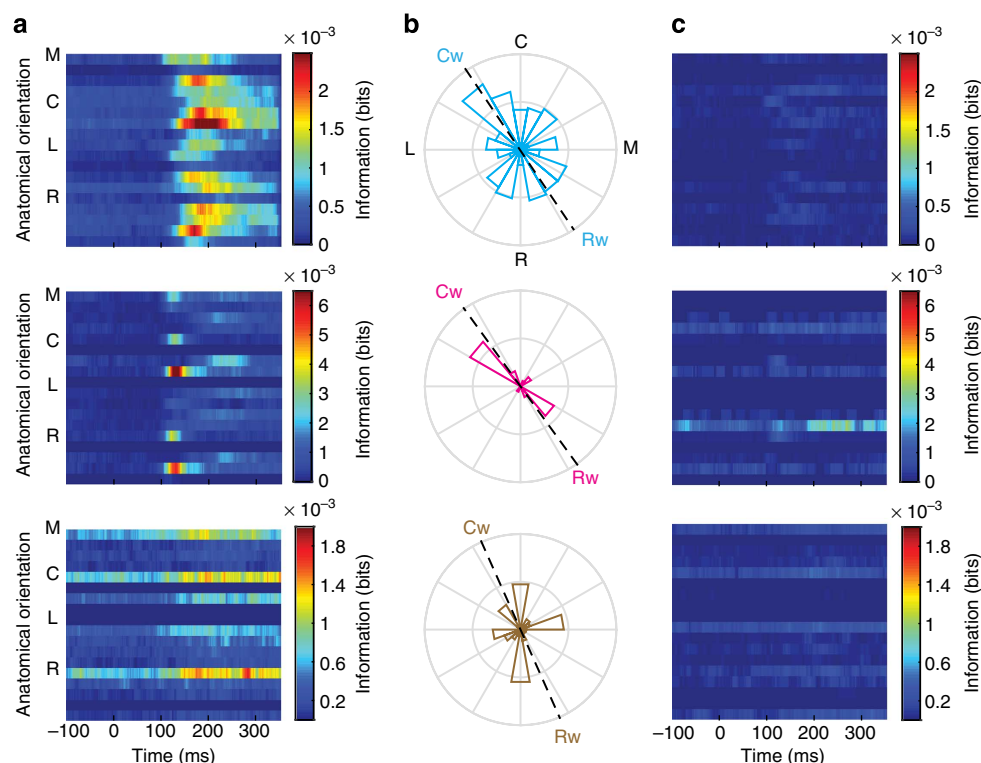 a
b
c
× 10⁻³
Anatomical orientation
M
C
L
R
2
1.5
1
0.5
0
Information (bits)
C
Cw
L
M
Rw
R
× 10⁻³
2
1.5
1
0.5
0
Information (bits)
× 10⁻³
Anatomical orientation
M
C
L
R
6
5
4
3
2
1
0
Information (bits)
Cw
Rw
× 10⁻³
6
5
4
3
2
1
0
Information (bits)
× 10⁻³
Anatomical orientation
M
C
L
R
1.8
1.4
1
0.6
0.2
Information (bits)
–100 0 100 200 300
Time (ms)
Cw
Rw
× 10⁻³
1.8
1.4
1
0.6
0.2
Information (bits)
–100 0 100 200 300
Time (ms)